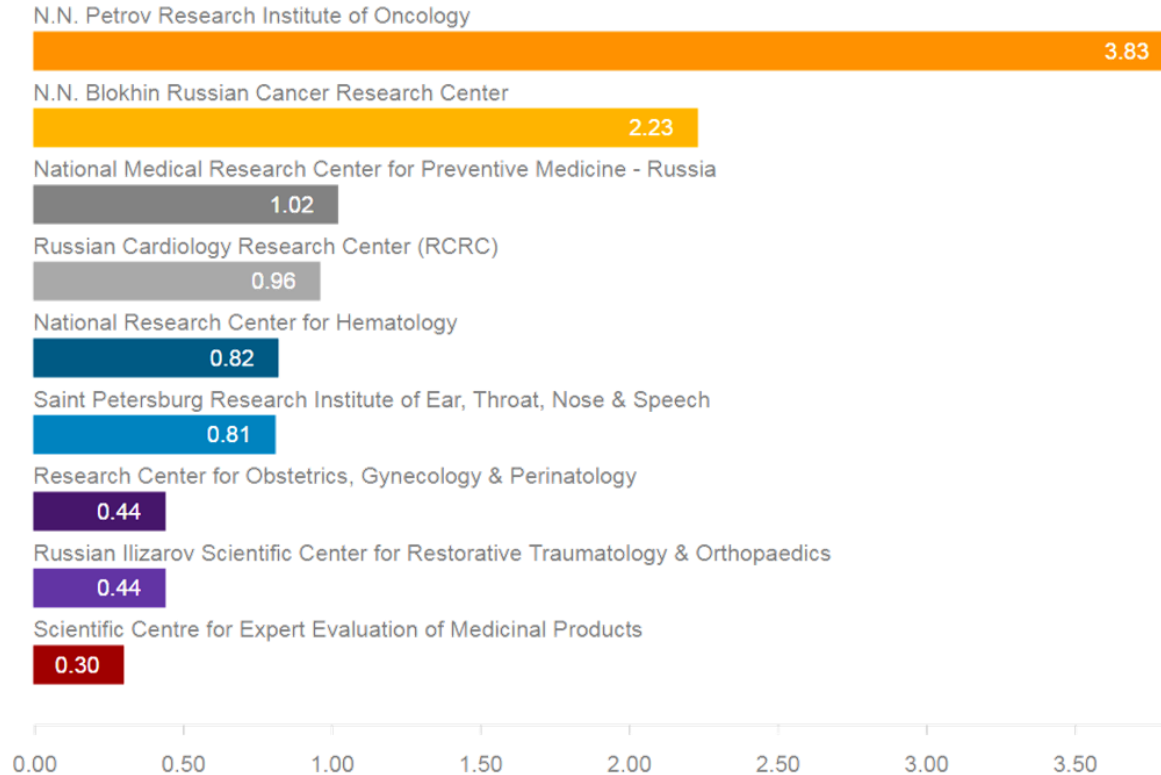 N.N. Petrov Research Institute of Oncology
3.83
N.N. Blokhin Russian Cancer Research Center
2.23
National Medical Research Center for Preventive Medicine - Russia
1.02
Russian Cardiology Research Center (RCRC)
0.96
National Research Center for Hematology
0.82
Saint Petersburg Research Institute of Ear, Throat, Nose & Speech
0.81
Research Center for Obstetrics, Gynecology & Perinatology
0.44
Russian Ilizarov Scientific Center for Restorative Traumatology & Orthopaedics
0.44
Scientific Centre for Expert Evaluation of Medicinal Products
0.30
0.00 0.50 1.00 1.50 2.00 2.50 3.00 3.50